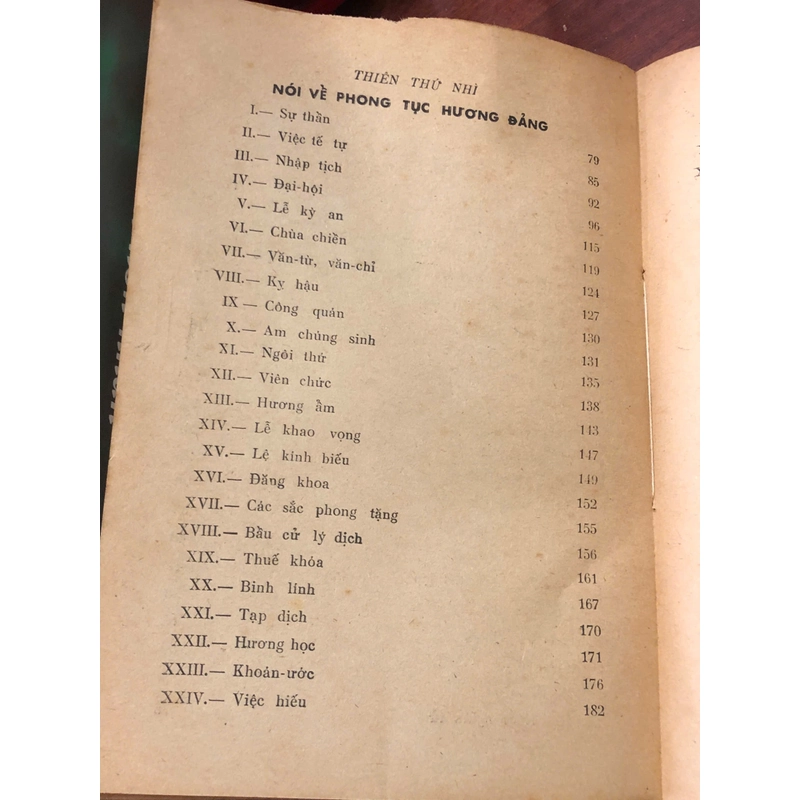 THIÊN THỨ NHÌ
NÓI VỀ PHONG TỤC HƯƠNG ĐẢNG
I.— Sự thần 79
II.— Việc tế tự 85
III.— Nhập tịch 92
IV.— Đại-hội 96
V.— Lễ kỳ an 115
VI.— Chùa chiền 119
VII.— Văn-từ, văn-chỉ 124
VIII.— Kỵ hậu 127
IX — Công quán 130
X.— Am chúng sinh 131
XI.— Ngôi thứ 135
XII.— Viên chức 138
XIII.— Hương ẩm 143
XIV.— Lễ khao vọng 147
XV.— Lệ kính biếu 149
XVI.— Đăng khoa 152
XVII.— Các sắc phong tặng 155
XVIII.— Bầu cử lý dịch 156
XIX.— Thuế khóa 161
XX.— Binh lính 167
XXI.— Tạp dịch 170
XXII.— Hương học 171
XXIII.— Khoán-ước 176
XXIV.— Việc hiếu 182